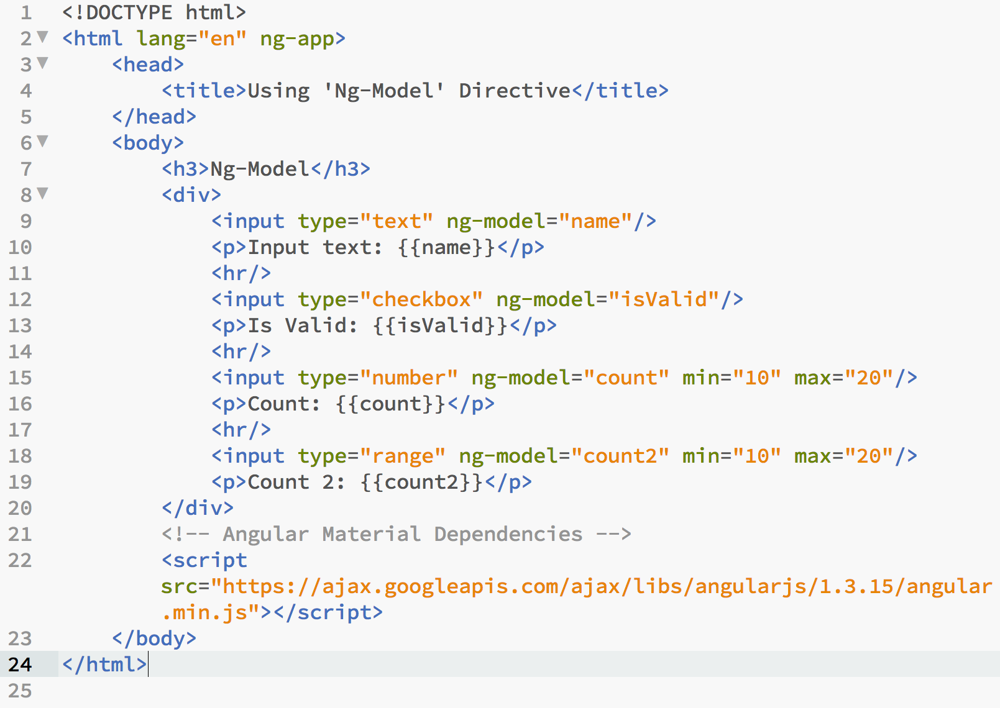 1 <!DOCTYPE html>
2 <html lang="en" ng-app>
3     <head>
4         <title>Using 'Ng-Model' Directive</title>
5     </head>
6     <body>
7         <h3>Ng-Model</h3>
8         <div>
9             <input type="text" ng-model="name"/>
10             <p>Input text: {{name}}</p>
11             <hr/>
12             <input type="checkbox" ng-model="isValid"/>
13             <p>Is Valid: {{isValid}}</p>
14             <hr/>
15             <input type="number" ng-model="count" min="10" max="20"/>
16             <p>Count: {{count}}</p>
17             <hr/>
18             <input type="range" ng-model="count2" min="10" max="20"/>
19             <p>Count 2: {{count2}}</p>
20         </div>
21         <!-- Angular Material Dependencies -->
22         <script
        src="https://ajax.googleapis.com/ajax/libs/angularjs/1.3.15/angular
        .min.js"></script>
23     </body>
24 </html>
25